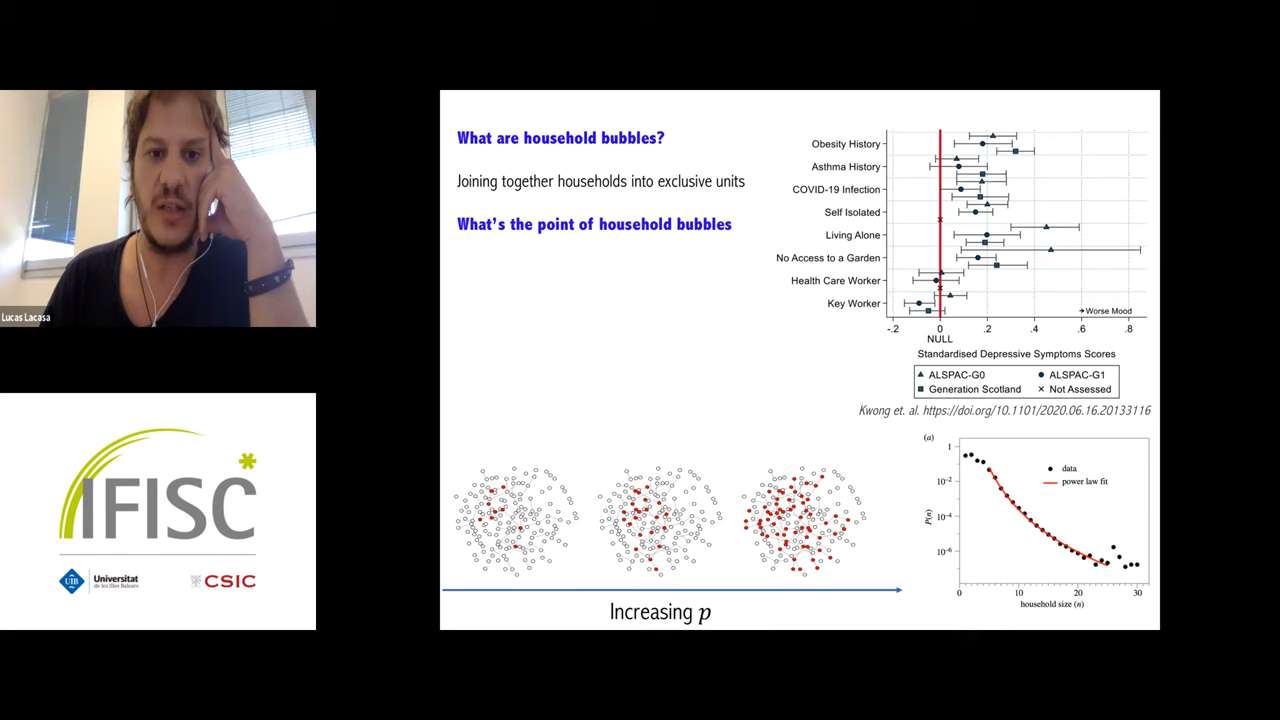 Lucas Lacasa
IFISC
UIB
Universitat
de les Illes Balears
CSIC
What are household bubbles?
Joining together households into exclusive units
What's the point of household bubbles
Increasing p
Obesity History
Asthma History
COVID-19 Infection
Self Isolated
Living Alone
No Access to a Garden
Health Care Worker
Key Worker
→ Worse Mood
-.2 0 .2 .4 .6 .8
NULL
Standardised Depressive Symptoms Scores
ALSPAC-G0 ALSPAC-G1
Generation Scotland Not Assessed
Kwong et. al. https://doi.org/10.1101/2020.06.16.20133116
(a)
data
power law fit
1
10-2
10-4
10-6
P(n)
0 10 20 30
household size (n)